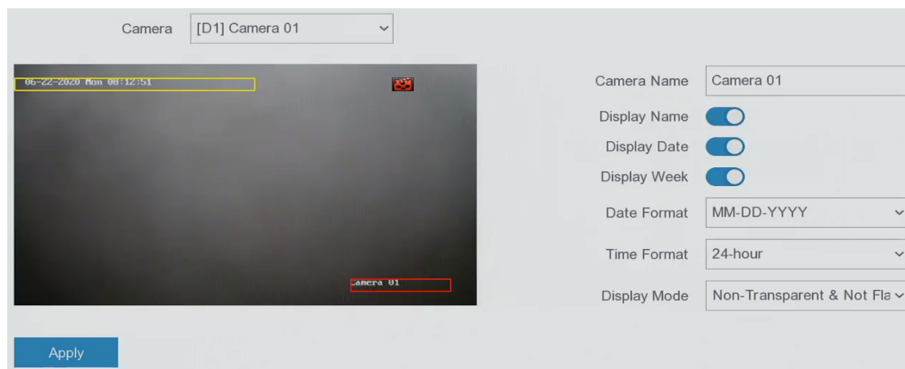 Camera [D1] Camera 01
06-22-2020 Mon 08:12:51
Camera Name Camera 01
Display Name
Display Date
Display Week
Date Format MM-DD-YYYY
Time Format 24-hour
Camera 01
Display Mode Non-Transparent & Not Fla
Apply